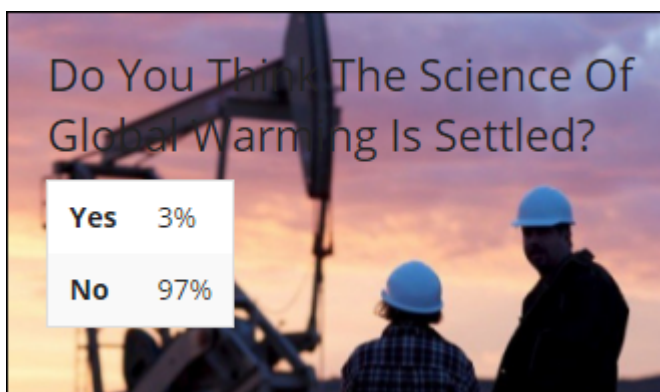 Do You Think The Science Of
Global Warming Is Settled?
Yes 3%
No 97%